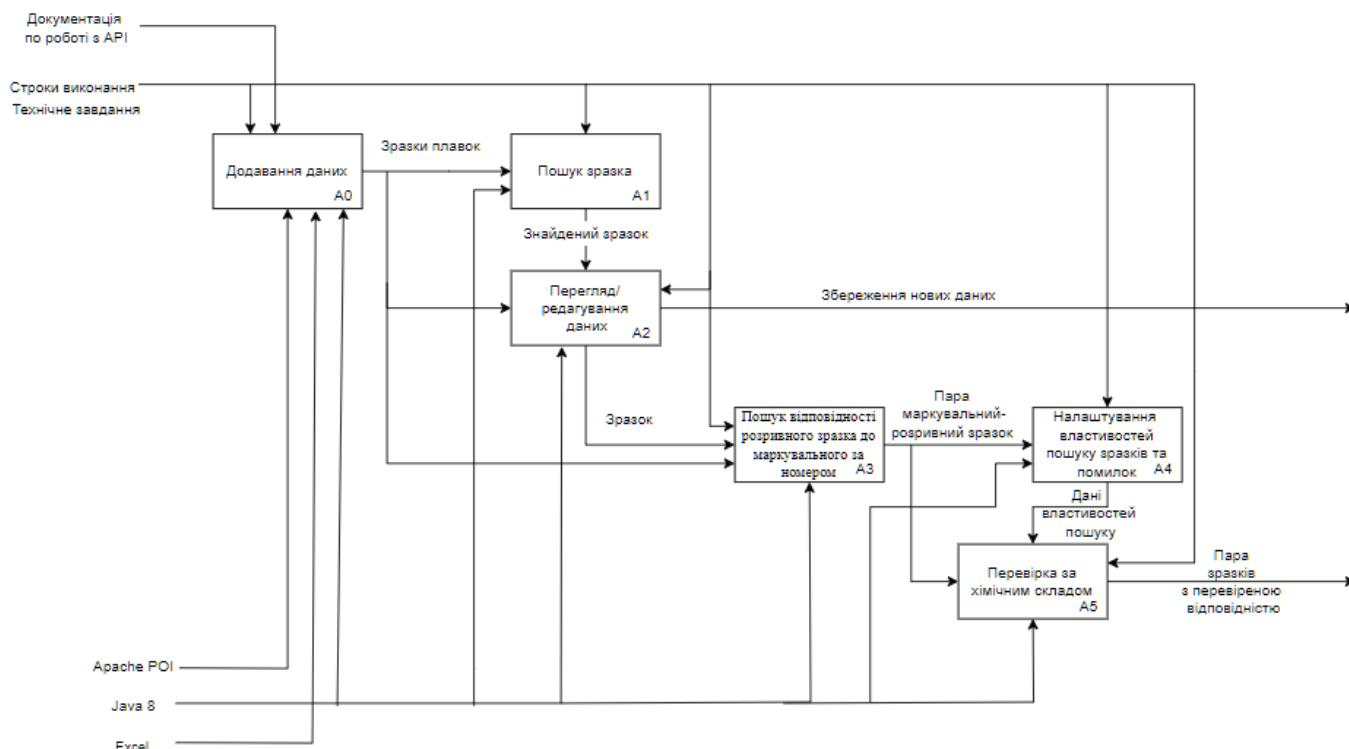 Документація
по роботі з API
Строки виконання
Технічне завдання
Додавання даних
A0
Зразки плавок
Пошук зразка
A1
Знайдений зразок
Перегляд/
редагування
даних
A2
Збереження нових даних
Зразок
Пошук відповідності
розривного зразка до
маркувального за
номером
A3
Пара
маркувальний-
розривний зразок
Налаштування
властивостей
пошуку зразків та
помилок
A4
Дані
властивостей
пошуку
Перевірка за
хімічним складом
A5
Пара
зразків
з перевіреною
відповідністю
Apache POI
Java 8
Excel